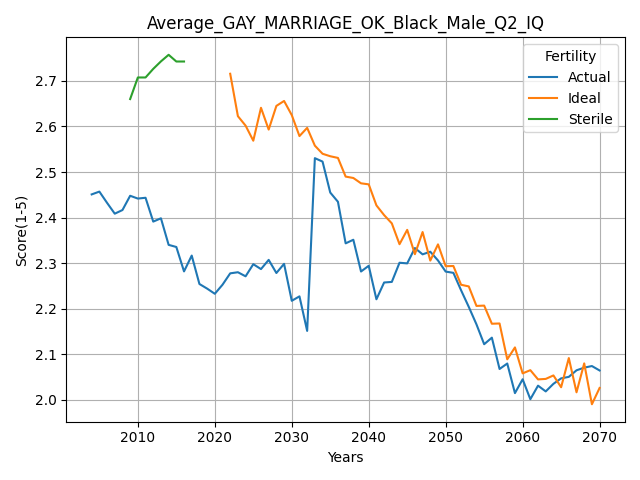 Average_GAY_MARRIAGE_OK_Black_Male_Q2_IQ
Fertility
Actual
Ideal
Sterile
Score(1-5)
2.7
2.6
2.5
2.4
2.3
2.2
2.1
2.0
2010 2020 2030 2040 2050 2060 2070
Years